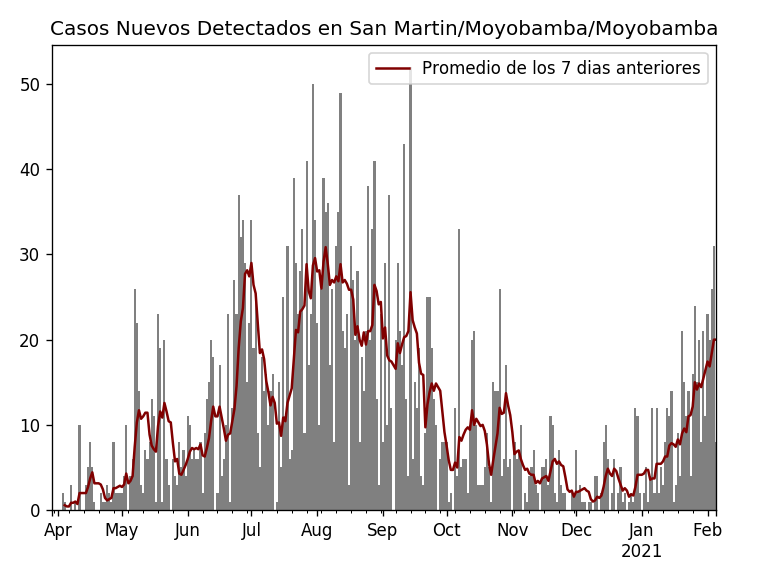 Casos Nuevos Detectados en San Martin/Moyobamba/Moyobamba
Promedio de los 7 dias anteriores
50
40
30
20
10
0
Apr May Jun Jul Aug Sep Oct Nov Dec Jan Feb
2021